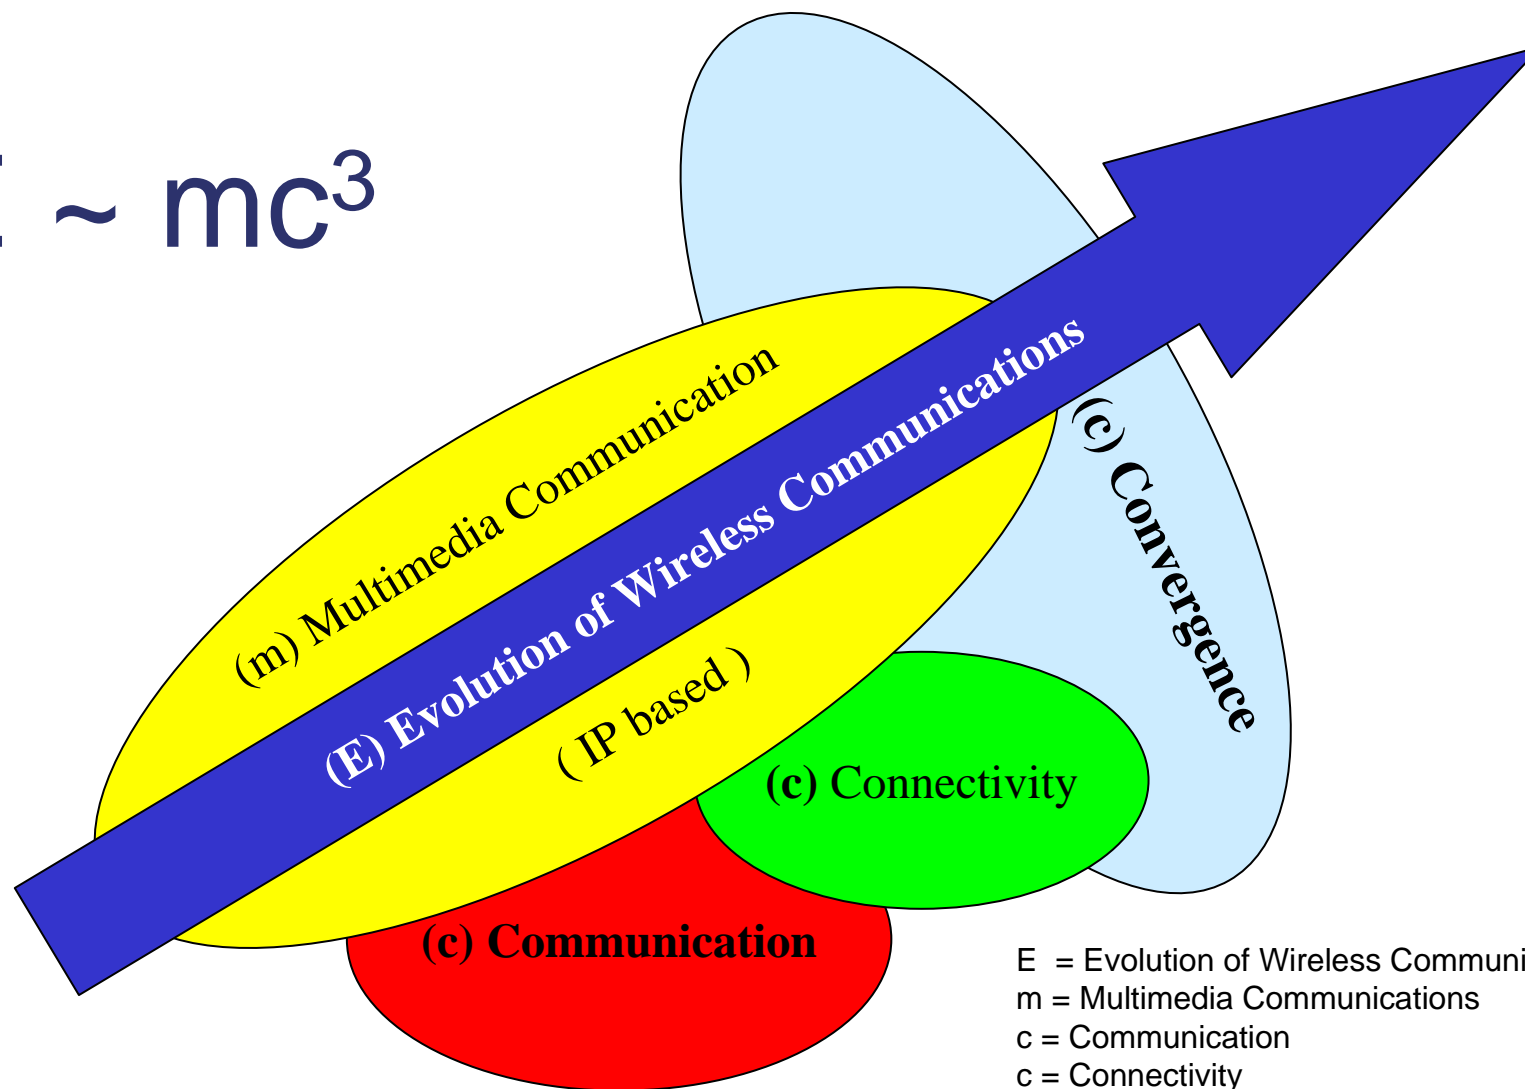 ~ mc³
(m) Multimedia Communication
(E) Evolution of Wireless Communications
( IP based )
(c) Convergence
(c) Connectivity
(c) Communication
E = Evolution of Wireless
m = Multimedia Communications
c = Communication
c = Connectivity